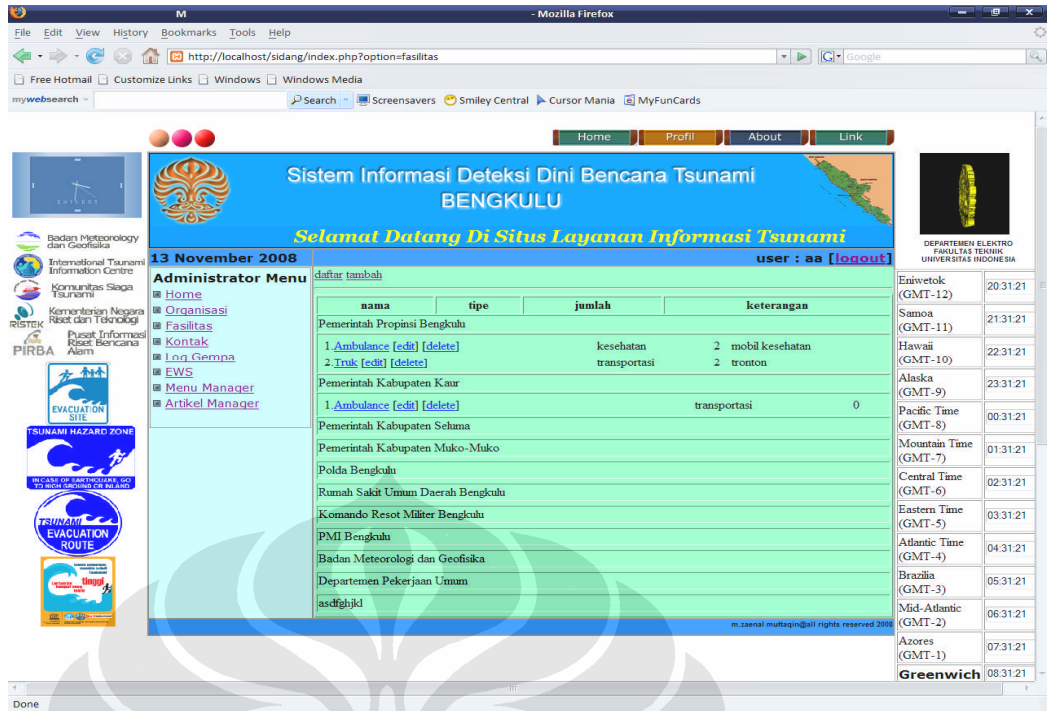 M - Mozilla Firefox
File Edit View History Bookmarks Tools Help
http://localhost/sidang/index.php?option=fasilitas
G Google
Free Hotmail Customize Links Windows Windows Media
mywebsearch Search Screensavers Smiley Central Cursor Mania MyFunCards
Home Profil About Link
Sistem Informasi Deteksi Dini Bencana Tsunami
BENGKULU
Selamat Datang Di Situs Layanan Informasi Tsunami
13 November 2008 user : aa [logout]
Badan Meteorology
dan Geofisika
International Tsunami
Information Centre
Komunitas Siaga
Tsunami
RISTEK
Kementerian Negara
Riset dan Teknologi
PIRBA
Pusat Informasi
Riset Bencana
Alam
EVACUATION
SITE
TSUNAMI HAZARD ZONE
IN CASE OF EARTHQUAKE, GO
TO HIGH GROUND OR INLAND
TSUNAMI
EVACUATION
ROUTE
tinggi
Administrator Menu
Home
Organisasi
Fasilitas
Kontak
Log Gempa
EWS
Menu Manager
Artikel Manager
daftar tambah
nama tipe jumlah keterangan
Pemerintah Propinsi Bengkulu
1.Ambulance [edit] [delete] kesehatan 2 mobil kesehatan
2.Truk [edit] [delete] transportasi 2 tronton
Pemerintah Kabupaten Kaur
1.Ambulance [edit] [delete] transportasi 0
Pemerintah Kabupaten Seluma
Pemerintah Kabupaten Muko-Muko
Polda Bengkulu
Rumah Sakit Umum Daerah Bengkulu
Komando Resot Militer Bengkulu
PMI Bengkulu
Badan Meteorologi dan Geofisika
Departemen Pekerjaan Umum
asdfghjkl
m.zaenal muttaqin@all rights reserved 2008
DEPARTEMEN ELEKTRO
FAKULTAS TEKNIK
UNIVERSITAS INDONESIA
Eniwetok
(GMT-12) 20:31:21
Samoa
(GMT-11) 21:31:21
Hawaii
(GMT-10) 22:31:21
Alaska
(GMT-9) 23:31:21
Pacific Time
(GMT-8) 00:31:21
Mountain Time
(GMT-7) 01:31:21
Central Time
(GMT-6) 02:31:21
Eastern Time
(GMT-5) 03:31:21
Atlantic Time
(GMT-4) 04:31:21
Brazilia
(GMT-3) 05:31:21
Mid-Atlantic
(GMT-2) 06:31:21
Azores
(GMT-1) 07:31:21
Greenwich 08:31:21
Done